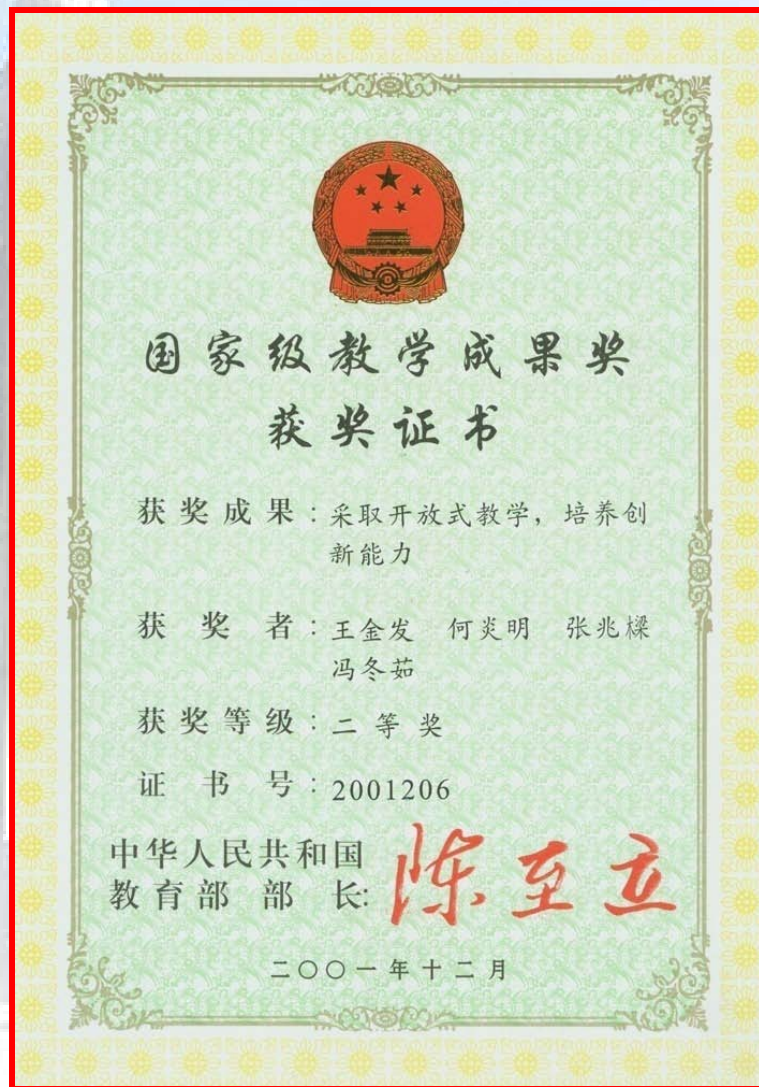 国家级教学成果奖
获奖证书
获奖成果：采取开放式教学，培养创
新能力
获奖者：王金发 何炎明 张兆樑
冯冬茹
获奖等级：二等奖
证书号：2001206
中华人民共和国
教育部部长: 陈至立
二〇〇一年十二月